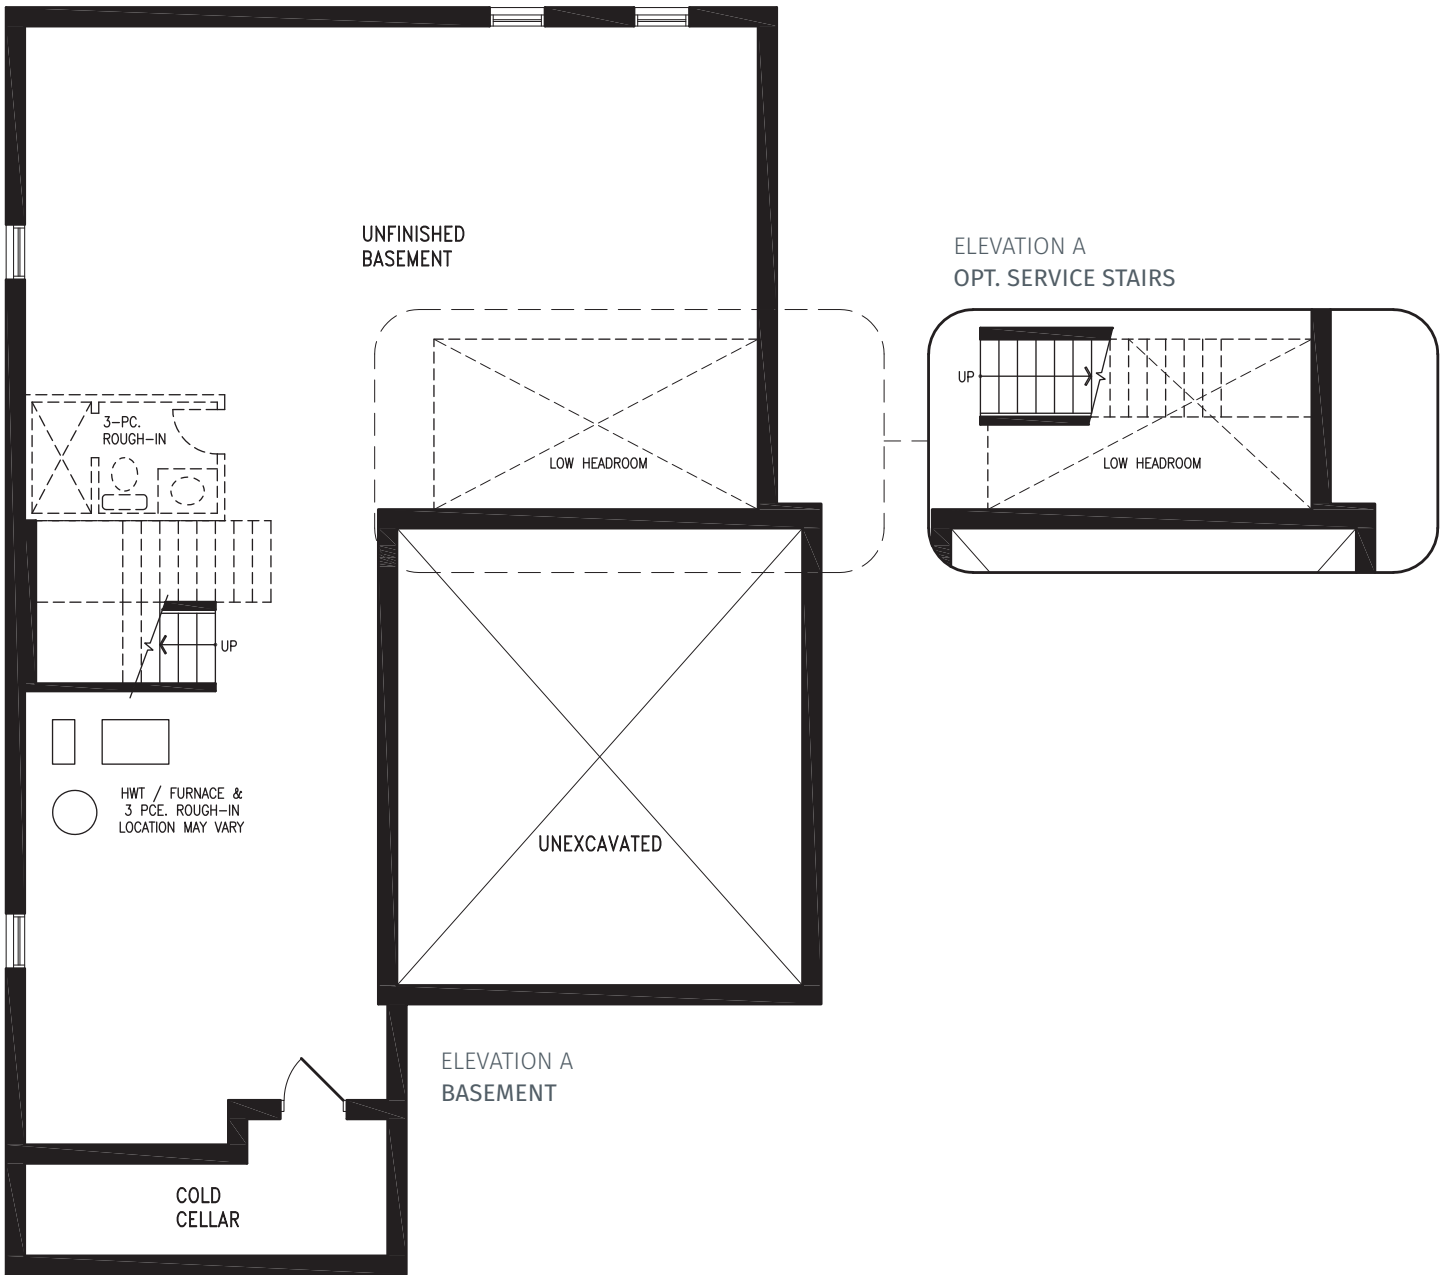 UNFINISHED
BASEMENT
ELEVATION A
OPT. SERVICE STAIRS
UP
LOW HEADROOM
3-PC.
ROUGH-IN
LOW HEADROOM
UP
HWT / FURNACE &
3 PCE. ROUGH-IN
LOCATION MAY VARY
UNEXCAVATED
ELEVATION A
BASEMENT
COLD
CELLAR